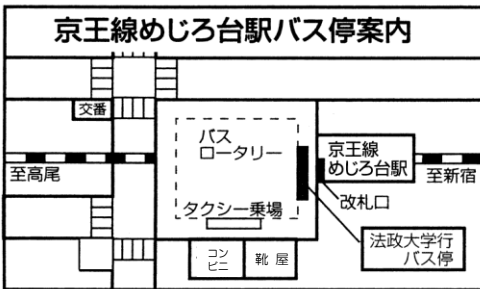 京王線めじろ台駅バス停案内
交番
バス
ロータリー
京王線
めじろ台駅
至高尾
至新宿
改札口
タクシー乗場
法政大学行
バス停
コン
ビニ
靴屋